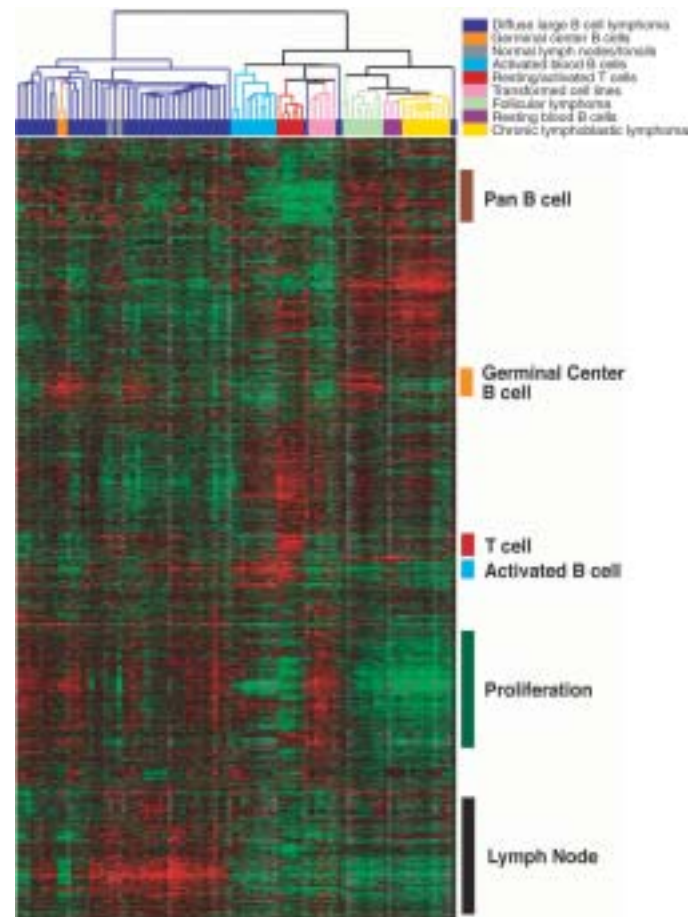 Diffuse large B cell lymphoma
Germinal center B cells
Normal lymph nodes/tonsils
Activated blood B cells
Resting/activated T cells
Transformed cell lines
Follicular lymphoma
Resting blood B cells
Chronic lymphoblastic lymphoma
Pan B cell
Germinal Center
B cell
T cell
Activated B cell
Proliferation
Lymph Node